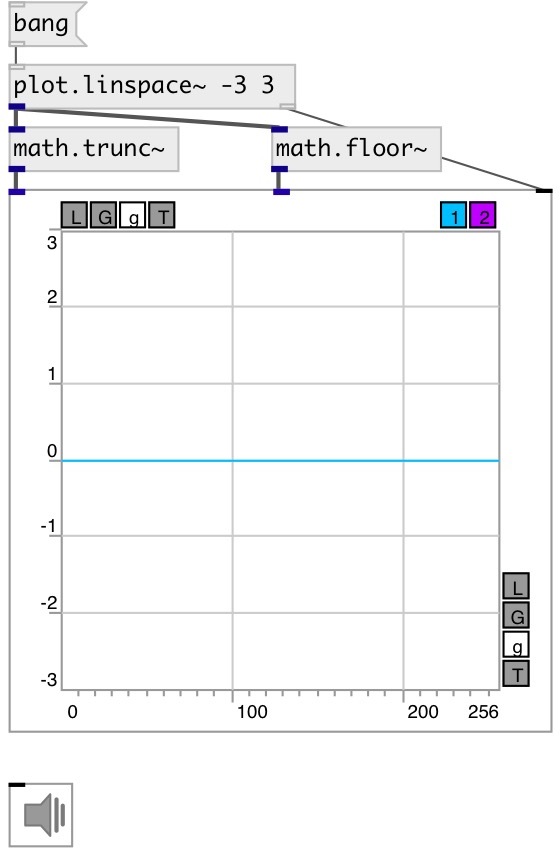 bang
plot.linspace~ -3 3
math.trunc~ math.floor~
L G g T 1 2
3
2
1
0
-1
-2
-3
L
G
g
T
0 100 200 256